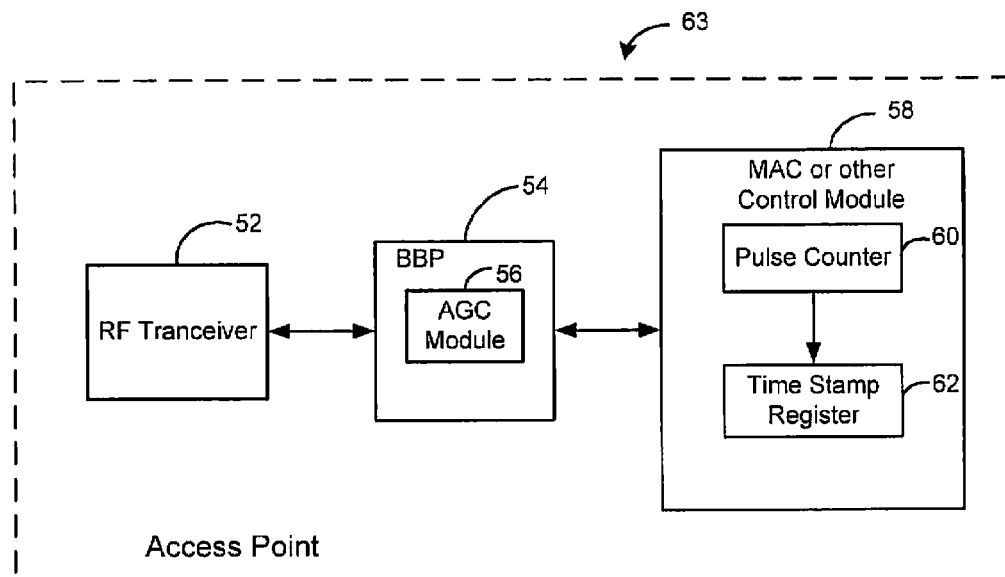 63
58
MAC or other
Control Module
54
52
BBP
56
60
Pulse Counter
AGC
Module
RF Tranceiver
Time Stamp
Register
62
Access Point